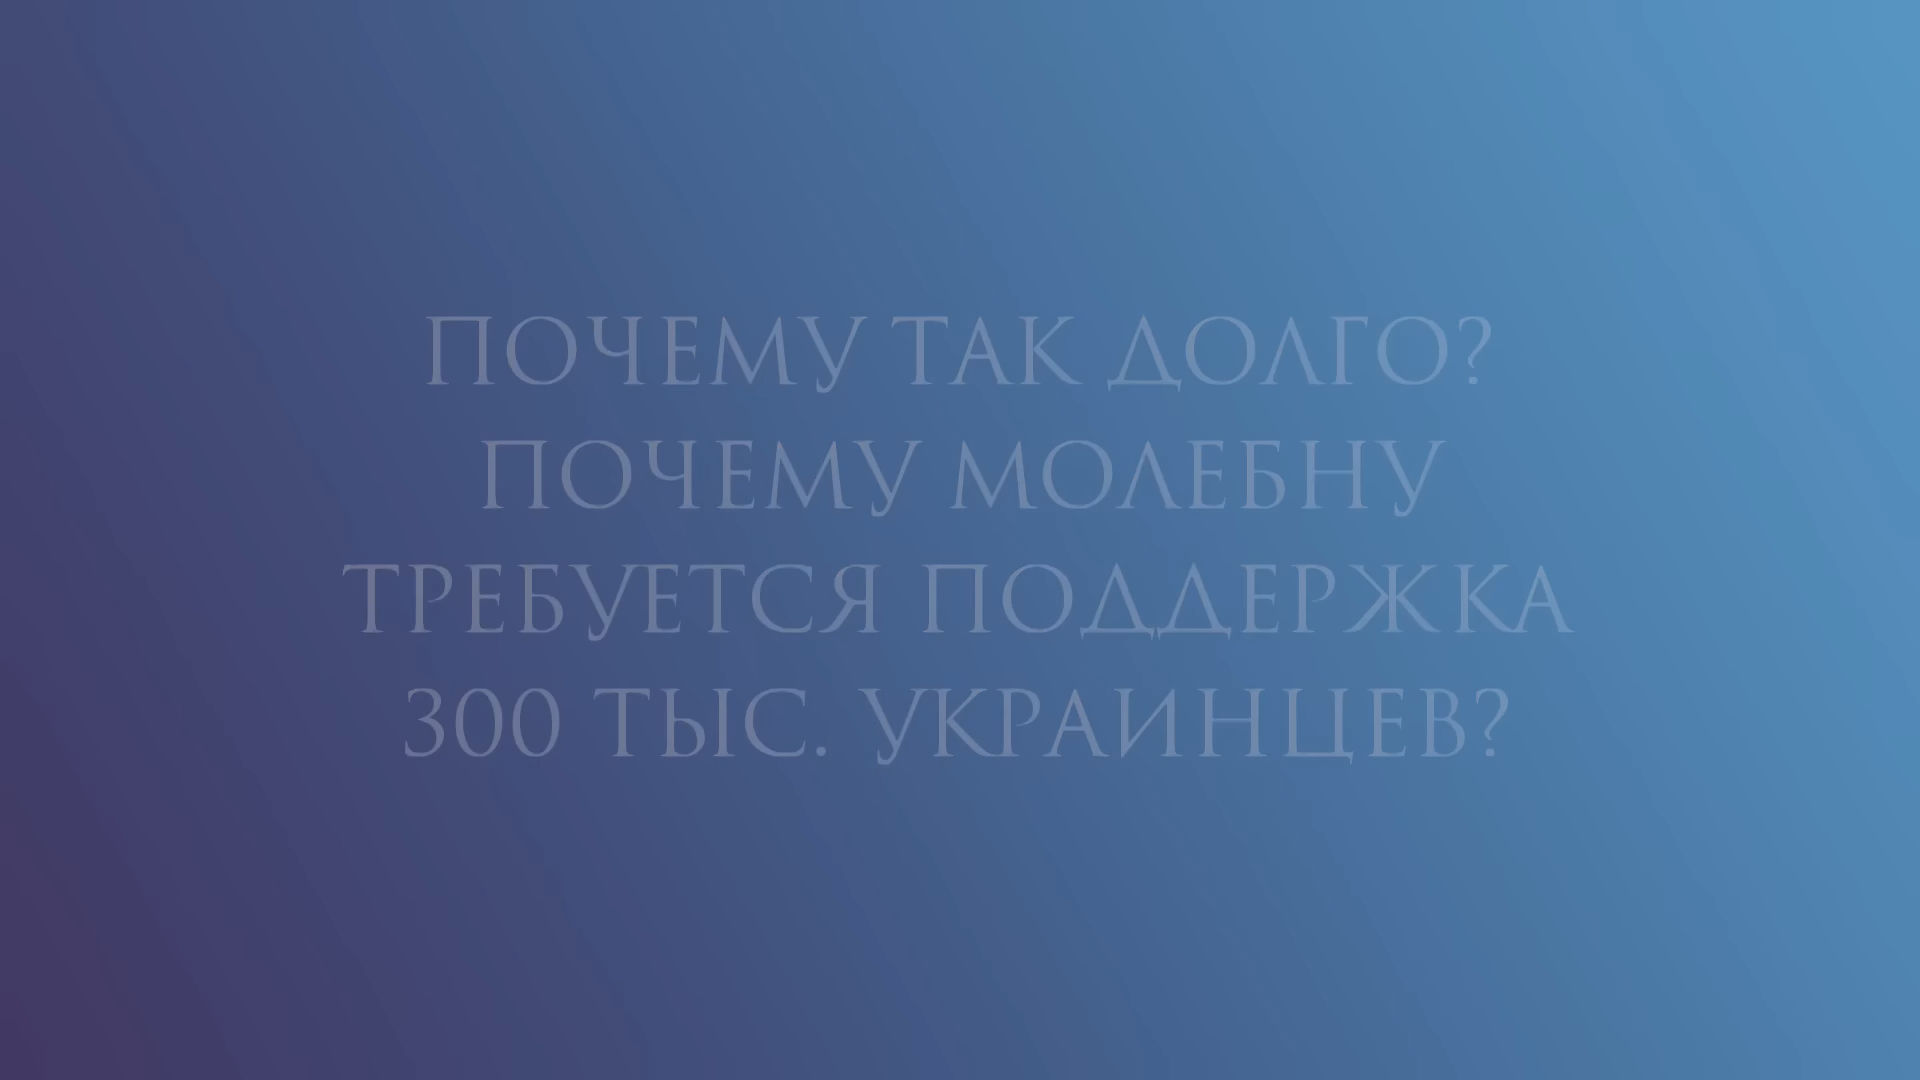 ПОЧЕМУ ТАК ДОЛГО?
ПОЧЕМУ МОЛЕБНУ
ТРЕБУЕТСЯ ПОДДЕРЖКА
300 ТЫС. УКРАИНЦЕВ?